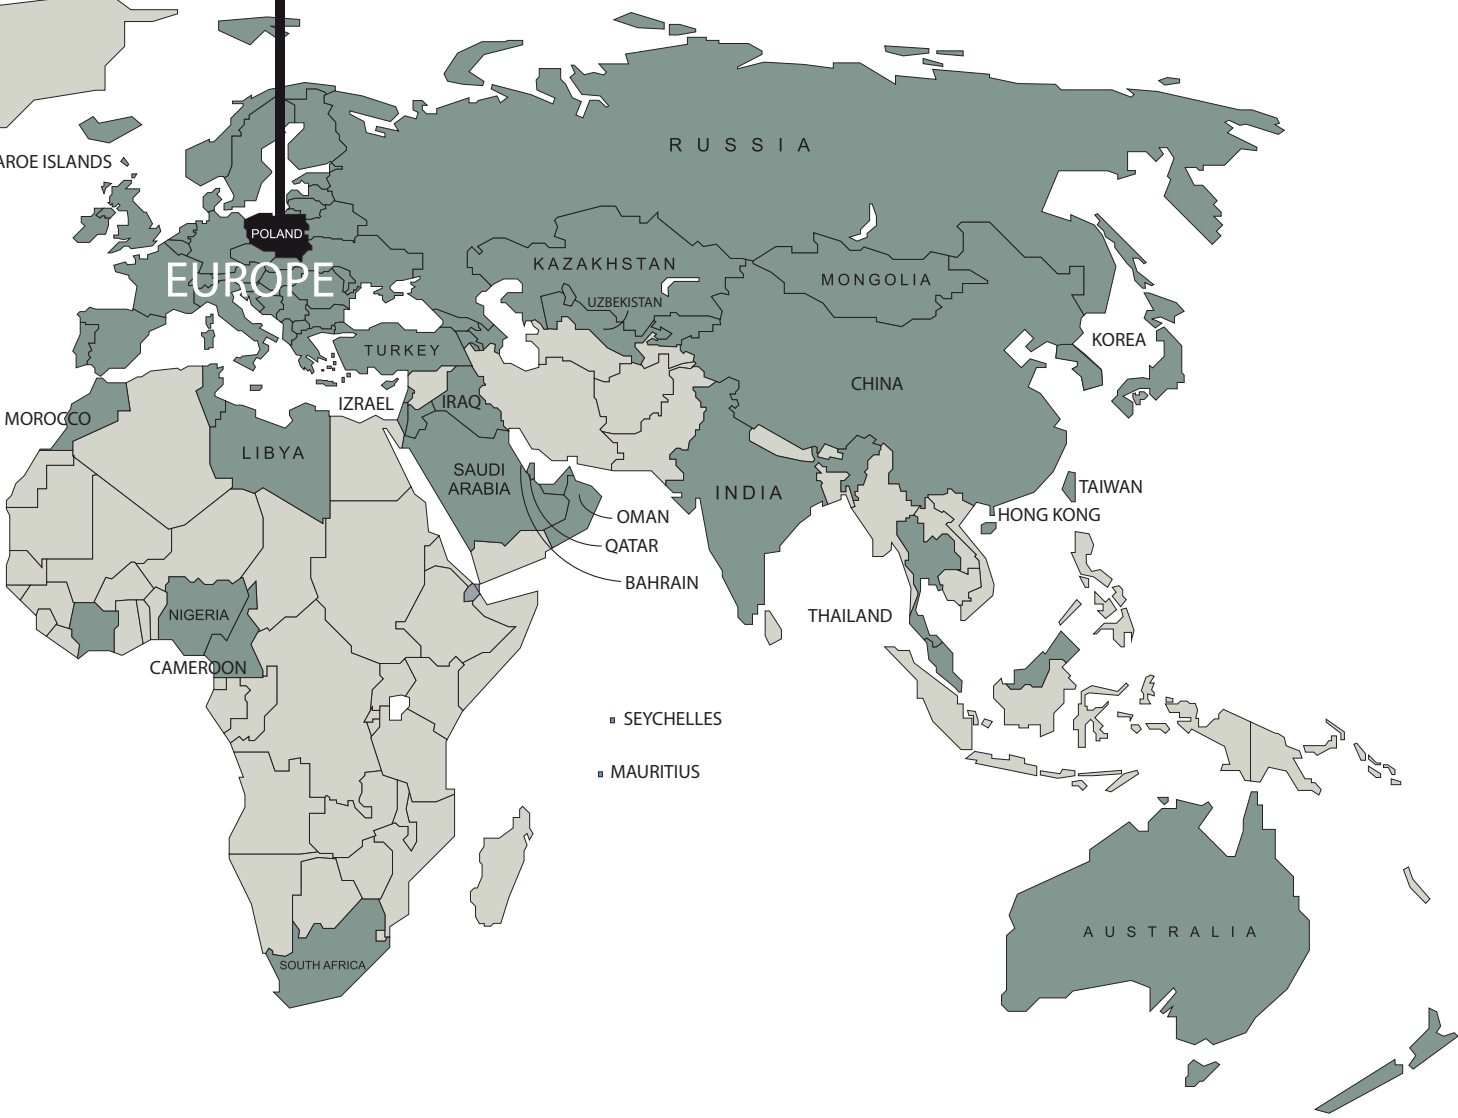 RUSSIA
AROE ISLANDS
POLAND
EUROPE
KAZAKHSTAN
MONGOLIA
UZBEKISTAN
KOREA
TURKEY
CHINA
IZRAEL
IRAQ
MOROCCO
LIBYA
SAUDI
ARABIA
INDIA
TAIWAN
HONG KONG
OMAN
QATAR
BAHRAIN
NIGERIA
THAILAND
CAMEROON
SEYCHELLES
MAURITIUS
AUSTRALIA
SOUTH AFRICA